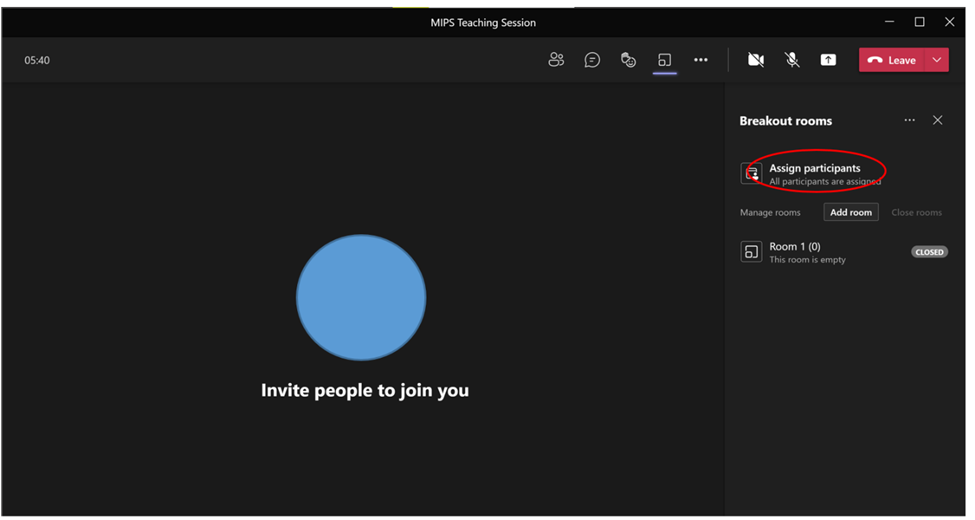 MIPS Teaching Session
05:40
Leave
Breakout rooms
Assign participants
All participants are assigned
Manage rooms
Add room
Close rooms
Room 1 (0)
This room is empty
CLOSED
Invite people to join you